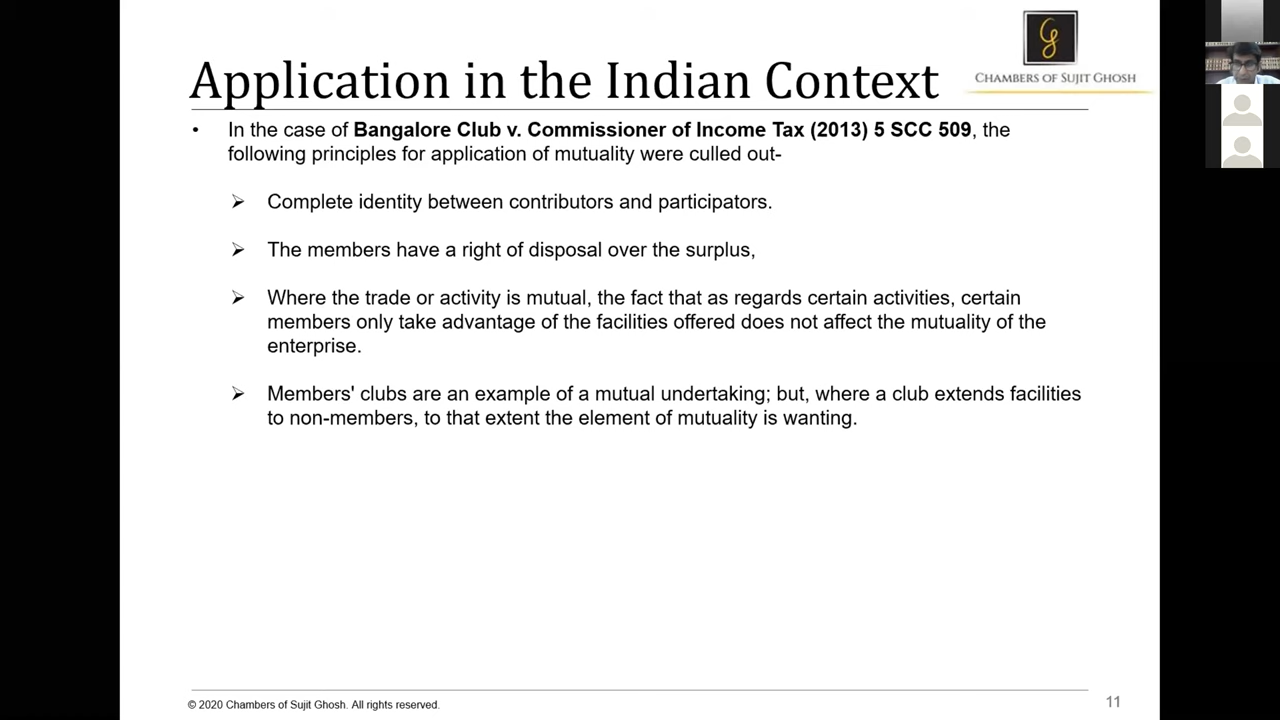 Application in the Indian Context
G
CHAMBERS OF SUJIT GHOSH
• In the case of Bangalore Club v. Commissioner of Income Tax (2013) 5 SCC 509, the
following principles for application of mutuality were culled out-
➢ Complete identity between contributors and participators.
➢ The members have a right of disposal over the surplus,
➢ Where the trade or activity is mutual, the fact that as regards certain activities, certain
members only take advantage of the facilities offered does not affect the mutuality of the
enterprise.
➢ Members' clubs are an example of a mutual undertaking; but, where a club extends facilities
to non-members, to that extent the element of mutuality is wanting.
© 2020 Chambers of Sujit Ghosh. All rights reserved.
11